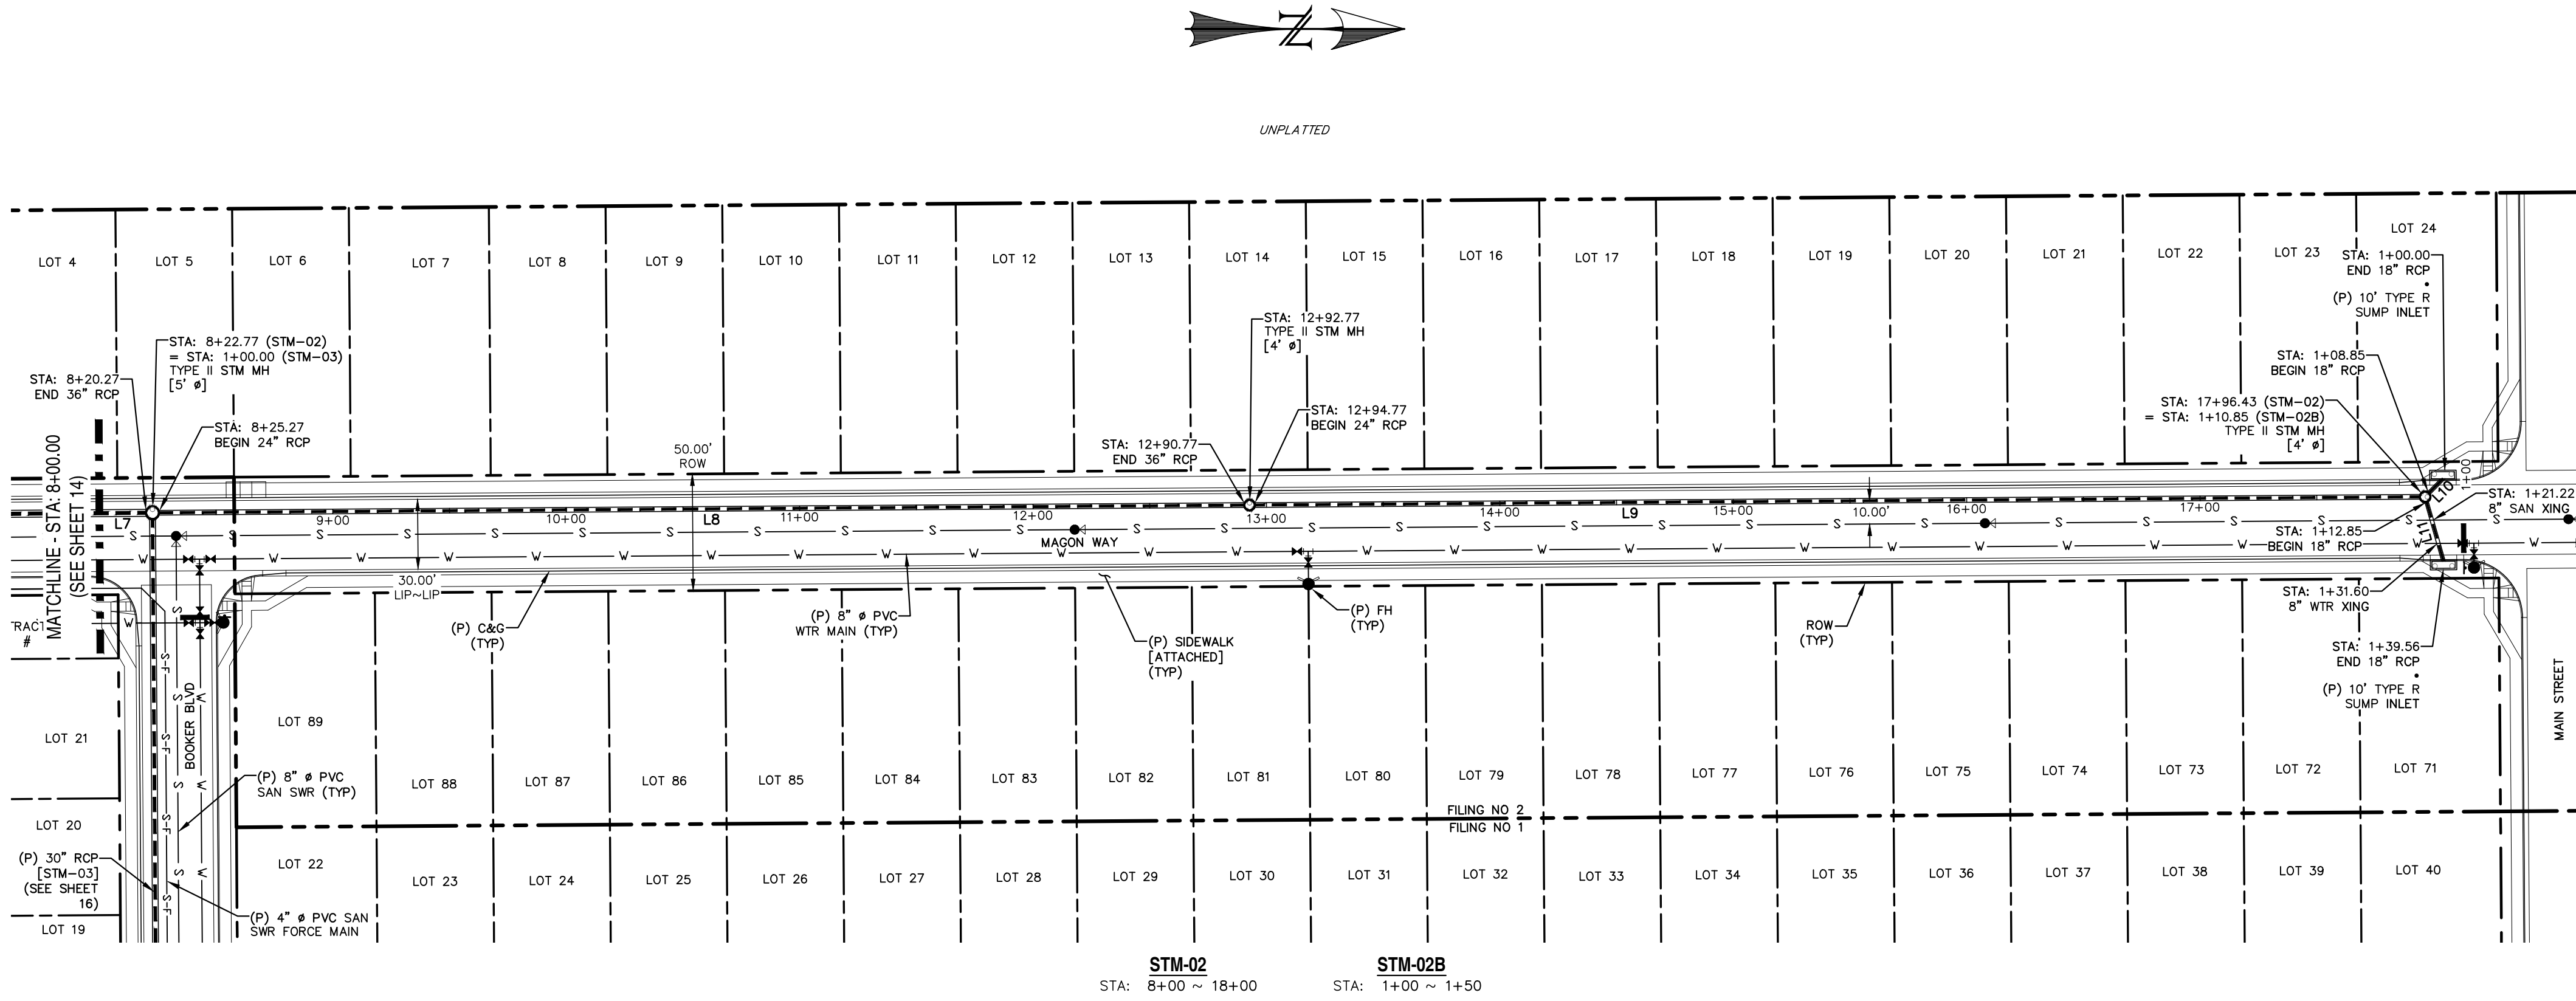 N
UNPLATTED
LOT 4
LOT 5
LOT 6
LOT 7
LOT 8
LOT 9
LOT 10
LOT 11
LOT 12
LOT 13
LOT 14
LOT 15
LOT 16
LOT 17
LOT 18
LOT 19
LOT 20
LOT 21
LOT 22
LOT 23
LOT 24
STA: 1+00.00
END 18" RCP
•
(P) 10' TYPE R
SUMP INLET
STA: 8+22.77 (STM-02)
= STA: 1+00.00 (STM-03)
TYPE II STM MH
[5' ø]
STA: 8+20.27
END 36" RCP
STA: 8+25.27
BEGIN 24" RCP
MATCHLINE - STA: 8+00.00
(SEE SHEET 14)
50.00'
ROW
STA: 12+92.77
TYPE II STM MH
[4' ø]
STA: 12+94.77
BEGIN 24" RCP
STA: 12+90.77
END 36" RCP
STA: 1+08.85
BEGIN 18" RCP
STA: 17+96.43 (STM-02)
= STA: 1+10.85 (STM-02B)
TYPE II STM MH
[4' ø]
L7
9+00
10+00
L8
11+00
12+00
13+00
14+00
L9
15+00
10.00'
16+00
17+00
L10
1+00
L11
STA: 1+21.22
8" SAN XING
STA: 1+12.85
BEGIN 18" RCP
MAGON WAY
30.00'
LIP~LIP
STA: 1+31.60
8" WTR XING
STA: 1+39.56
END 18" RCP
•
(P) 10' TYPE R
SUMP INLET
TRACT
#
(P) C&G
(TYP)
(P) 8" ø PVC
WTR MAIN (TYP)
(P) SIDEWALK
[ATTACHED]
(TYP)
(P) FH
(TYP)
ROW
(TYP)
MAIN STREET
BOOKER BLVD
LOT 21
LOT 89
LOT 88
LOT 87
LOT 86
LOT 85
LOT 84
LOT 83
LOT 82
LOT 81
LOT 80
LOT 79
LOT 78
LOT 77
LOT 76
LOT 75
LOT 74
LOT 73
LOT 72
LOT 71
(P) 8" ø PVC
SAN SWR (TYP)
FILING NO 2
FILING NO 1
LOT 20
(P) 30" RCP
[STM-03]
(SEE SHEET
16)
LOT 19
(P) 4" ø PVC SAN
SWR FORCE MAIN
LOT 22
LOT 23
LOT 24
LOT 25
LOT 26
LOT 27
LOT 28
LOT 29
LOT 30
LOT 31
LOT 32
LOT 33
LOT 34
LOT 35
LOT 36
LOT 37
LOT 38
LOT 39
LOT 40
STM-02
STA: 8+00 ~ 18+00
STM-02B
STA: 1+00 ~ 1+50